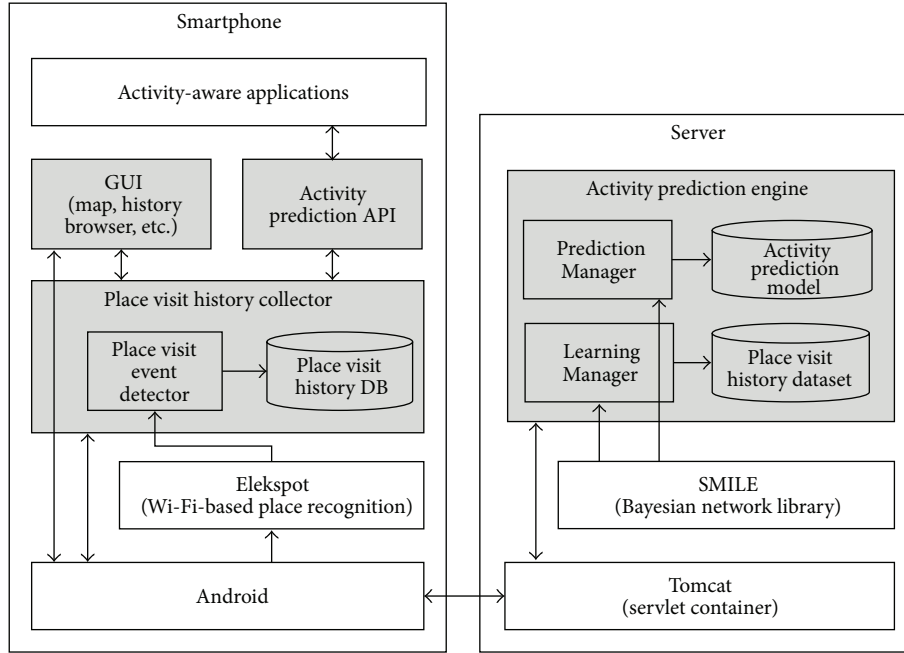 Smartphone
Activity-aware applications
GUI
(map, history
browser, etc.)
Activity
prediction API
Place visit history collector
Place visit
event
detector
Place visit
history DB
Elekspot
(Wi-Fi-based place recognition)
Android
Server
Activity prediction engine
Prediction
Manager
Activity
prediction
model
Learning
Manager
Place visit
history dataset
SMILE
(Bayesian network library)
Tomcat
(servlet container)